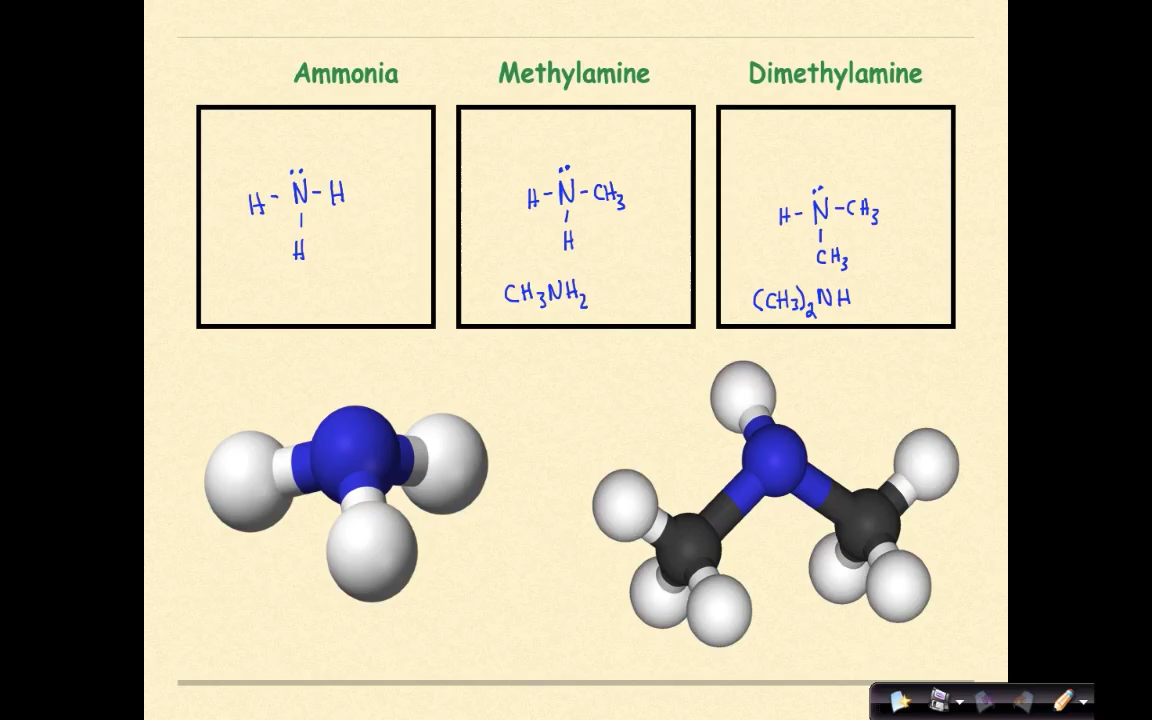 Ammonia
Methylamine
Dimethylamine
N̈
H - N - H
|
H
H - N̈ - CH₃
|
H
CH₃NH₂
H - N̈ - CH₃
|
CH₃
(CH₃)₂NH